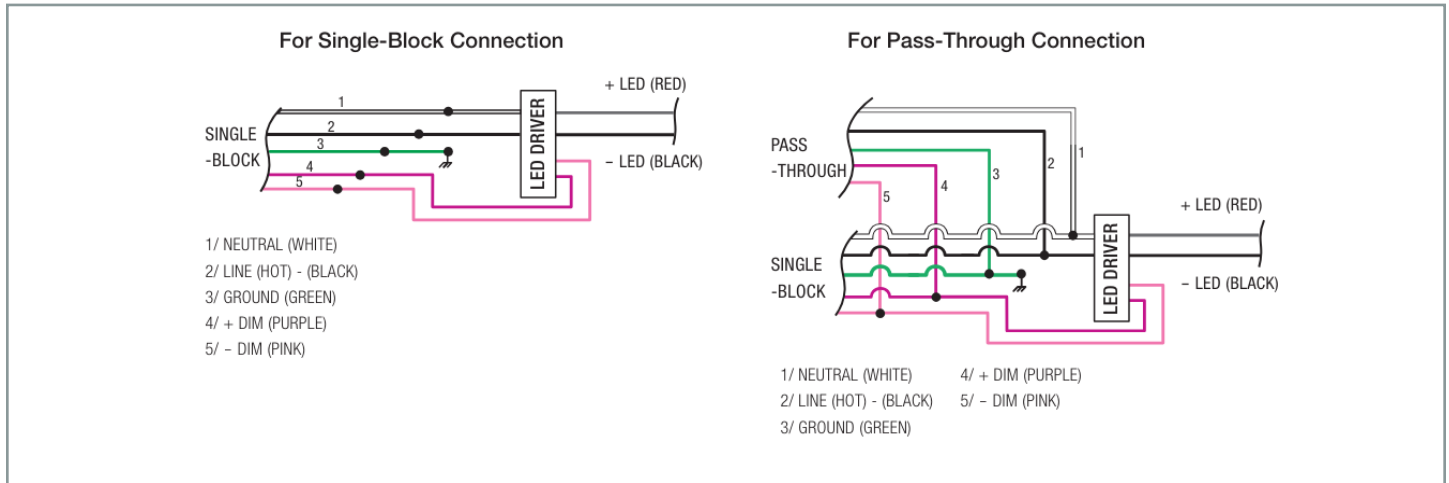 For Single-Block Connection
1
2
3
4
5
SINGLE
-BLOCK
LED DRIVER
+ LED (RED)
– LED (BLACK)
1/ NEUTRAL (WHITE)
2/ LINE (HOT) - (BLACK)
3/ GROUND (GREEN)
4/ + DIM (PURPLE)
5/ – DIM (PINK)
For Pass-Through Connection
PASS
-THROUGH
1
2
3
4
5
SINGLE
-BLOCK
LED DRIVER
+ LED (RED)
– LED (BLACK)
1/ NEUTRAL (WHITE)
2/ LINE (HOT) - (BLACK)
3/ GROUND (GREEN)
4/ + DIM (PURPLE)
5/ – DIM (PINK)